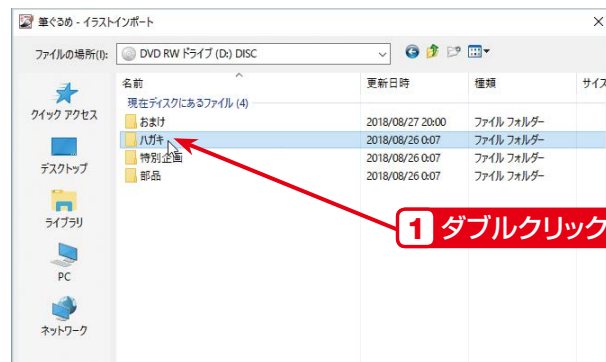 筆ぐるめ - イラストインポート
ファイルの場所(I): DVD RW ドライブ (D:) DISC
名前 更新日時 種類 サイズ
現在ディスクにあるファイル (4)
おまけ 2018/08/27 20:00 ファイル フォルダー
ハガキ 2018/08/26 0:07 ファイル フォルダー
特別企画 2018/08/26 0:07 ファイル フォルダー
部品 2018/08/26 0:07 ファイル フォルダー
クイック アクセス
デスクトップ
ライブラリ
PC
ネットワーク
1 ダブルクリック